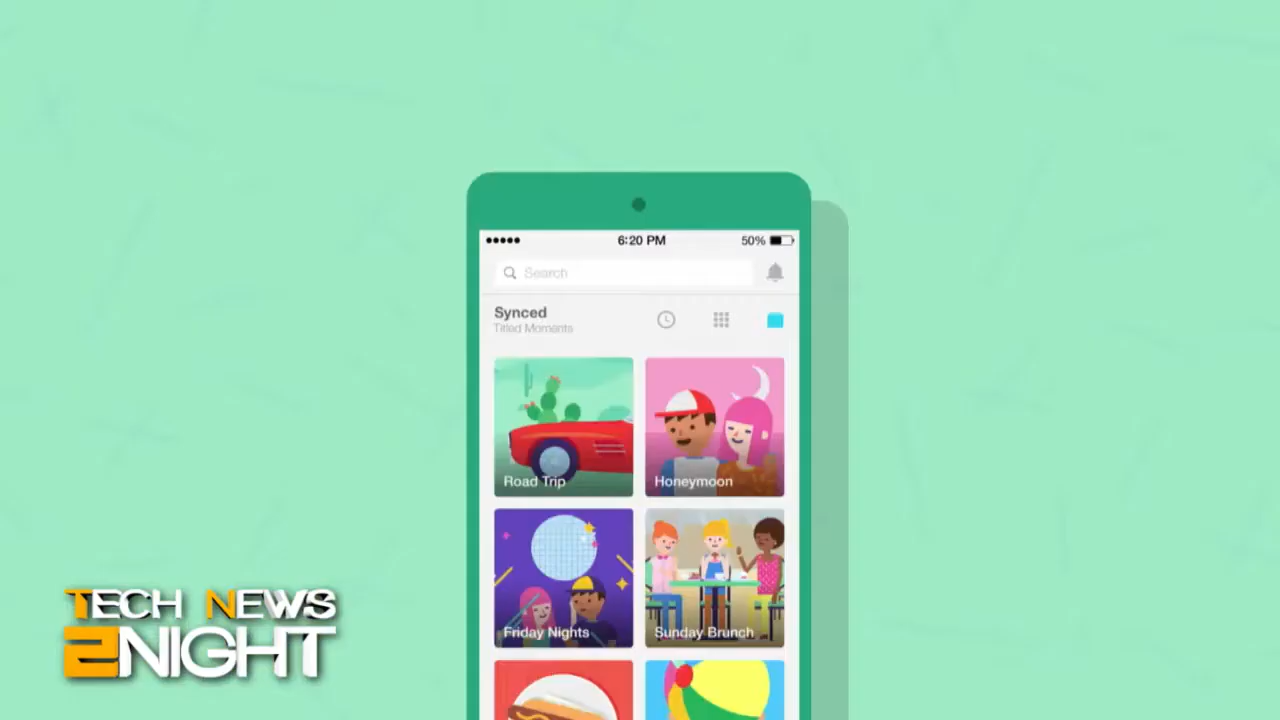 6:20 PM
50%
Search
Synced
Titled Moments
Road Trip
Honeymoon
Friday Nights
Sunday Brunch
TECH NEWS
2NIGHT